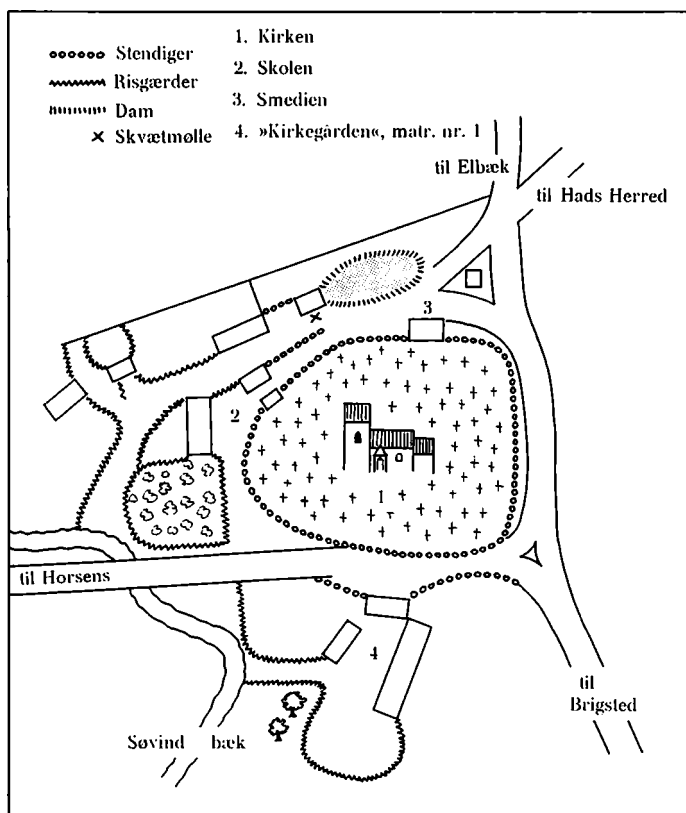 Stendiger
Risgærder
Dam
Skvætmølle
1. Kirken
2. Skolen
3. Smedien
4. »Kirkegården«, matr. nr. 1
til Elbæk
til Hads Herred
3
2
1
til Horsens
4
til
Brigsted
Søvind bæk